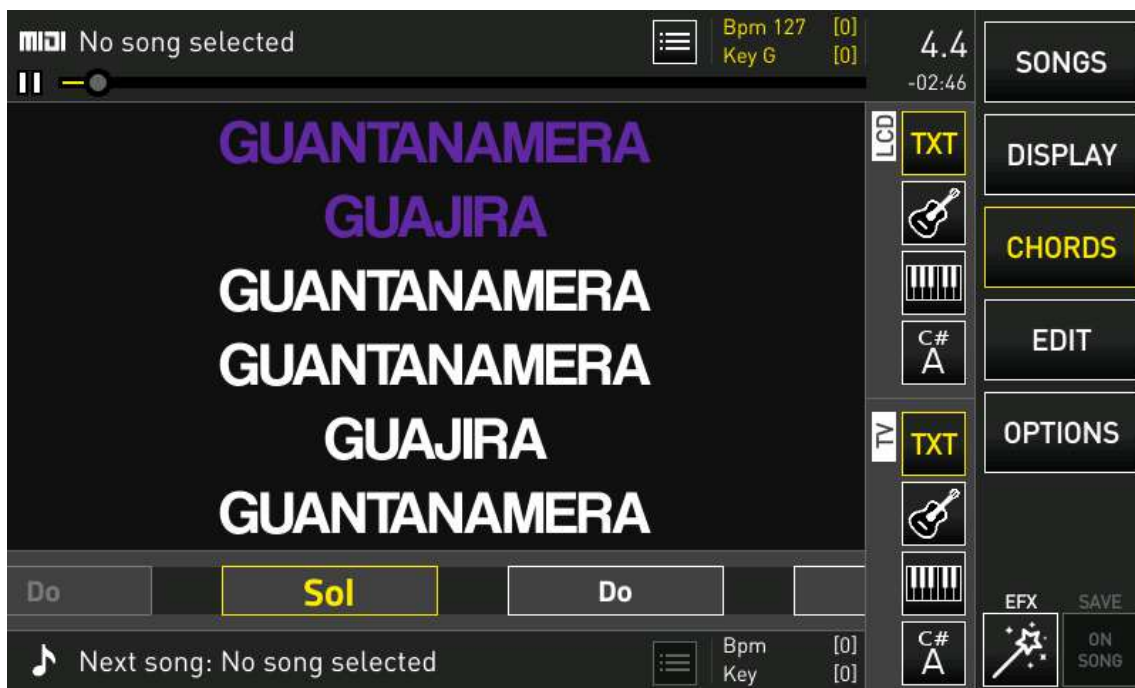 MIDI No song selected
Bpm 127 [0]
Key G [0]
4.4
-02:46
GUANTANAMERA
GUAJIRA
GUANTANAMERA
GUANTANAMERA
GUAJIRA
GUANTANAMERA
Do Sol Do
Next song: No song selected
Bpm [0]
Key [0]
LCD
TXT
C#
A
TV
TXT
C#
A
SONGS
DISPLAY
CHORDS
EDIT
OPTIONS
EFX SAVE
ON
SONG